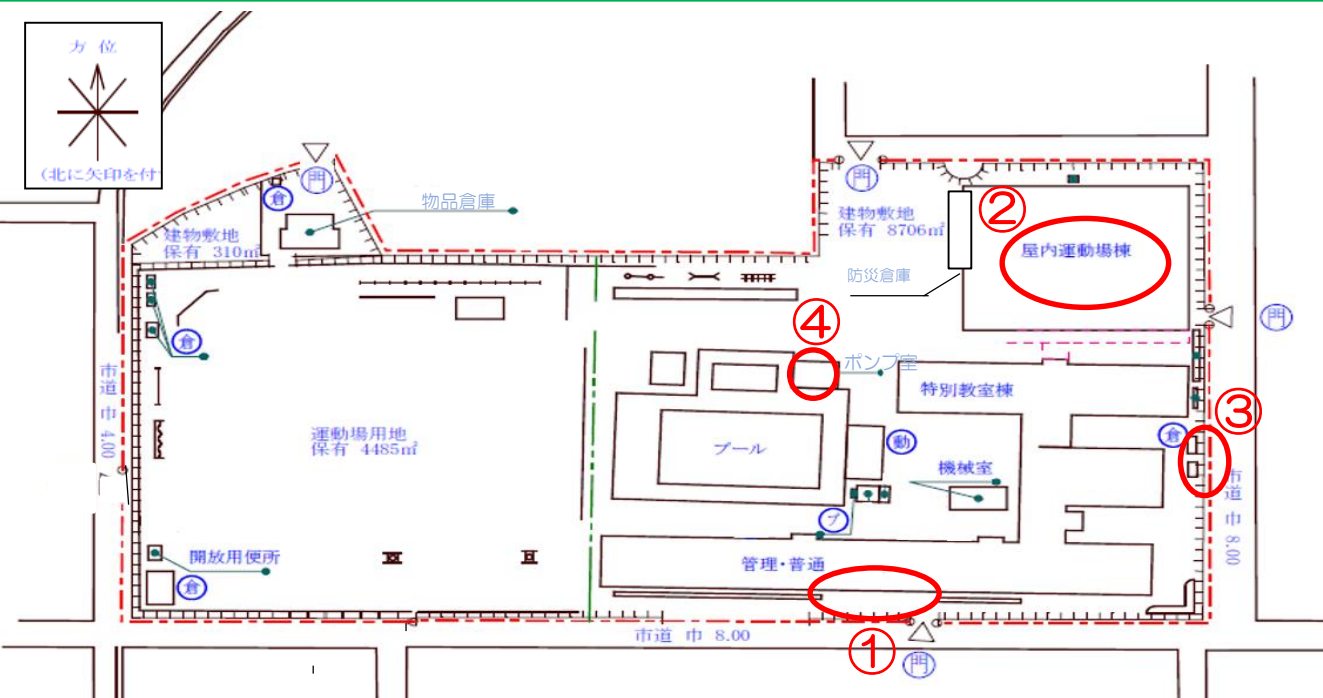 方 位
(北に矢印を付
門
倉
物品倉庫
建物敷地
保有 310㎡
門
建物敷地
保有 8706㎡
②
屋内運動場棟
防災倉庫
門
倉
④
ポンプ室
特別教室棟
③
倉
市道 巾 4.00
運動場用地
保有 4485㎡
プール
動
機械室
市道 巾 8.00
プ
開放用便所
倉
管理・普通
市道 巾 8.00
①
門